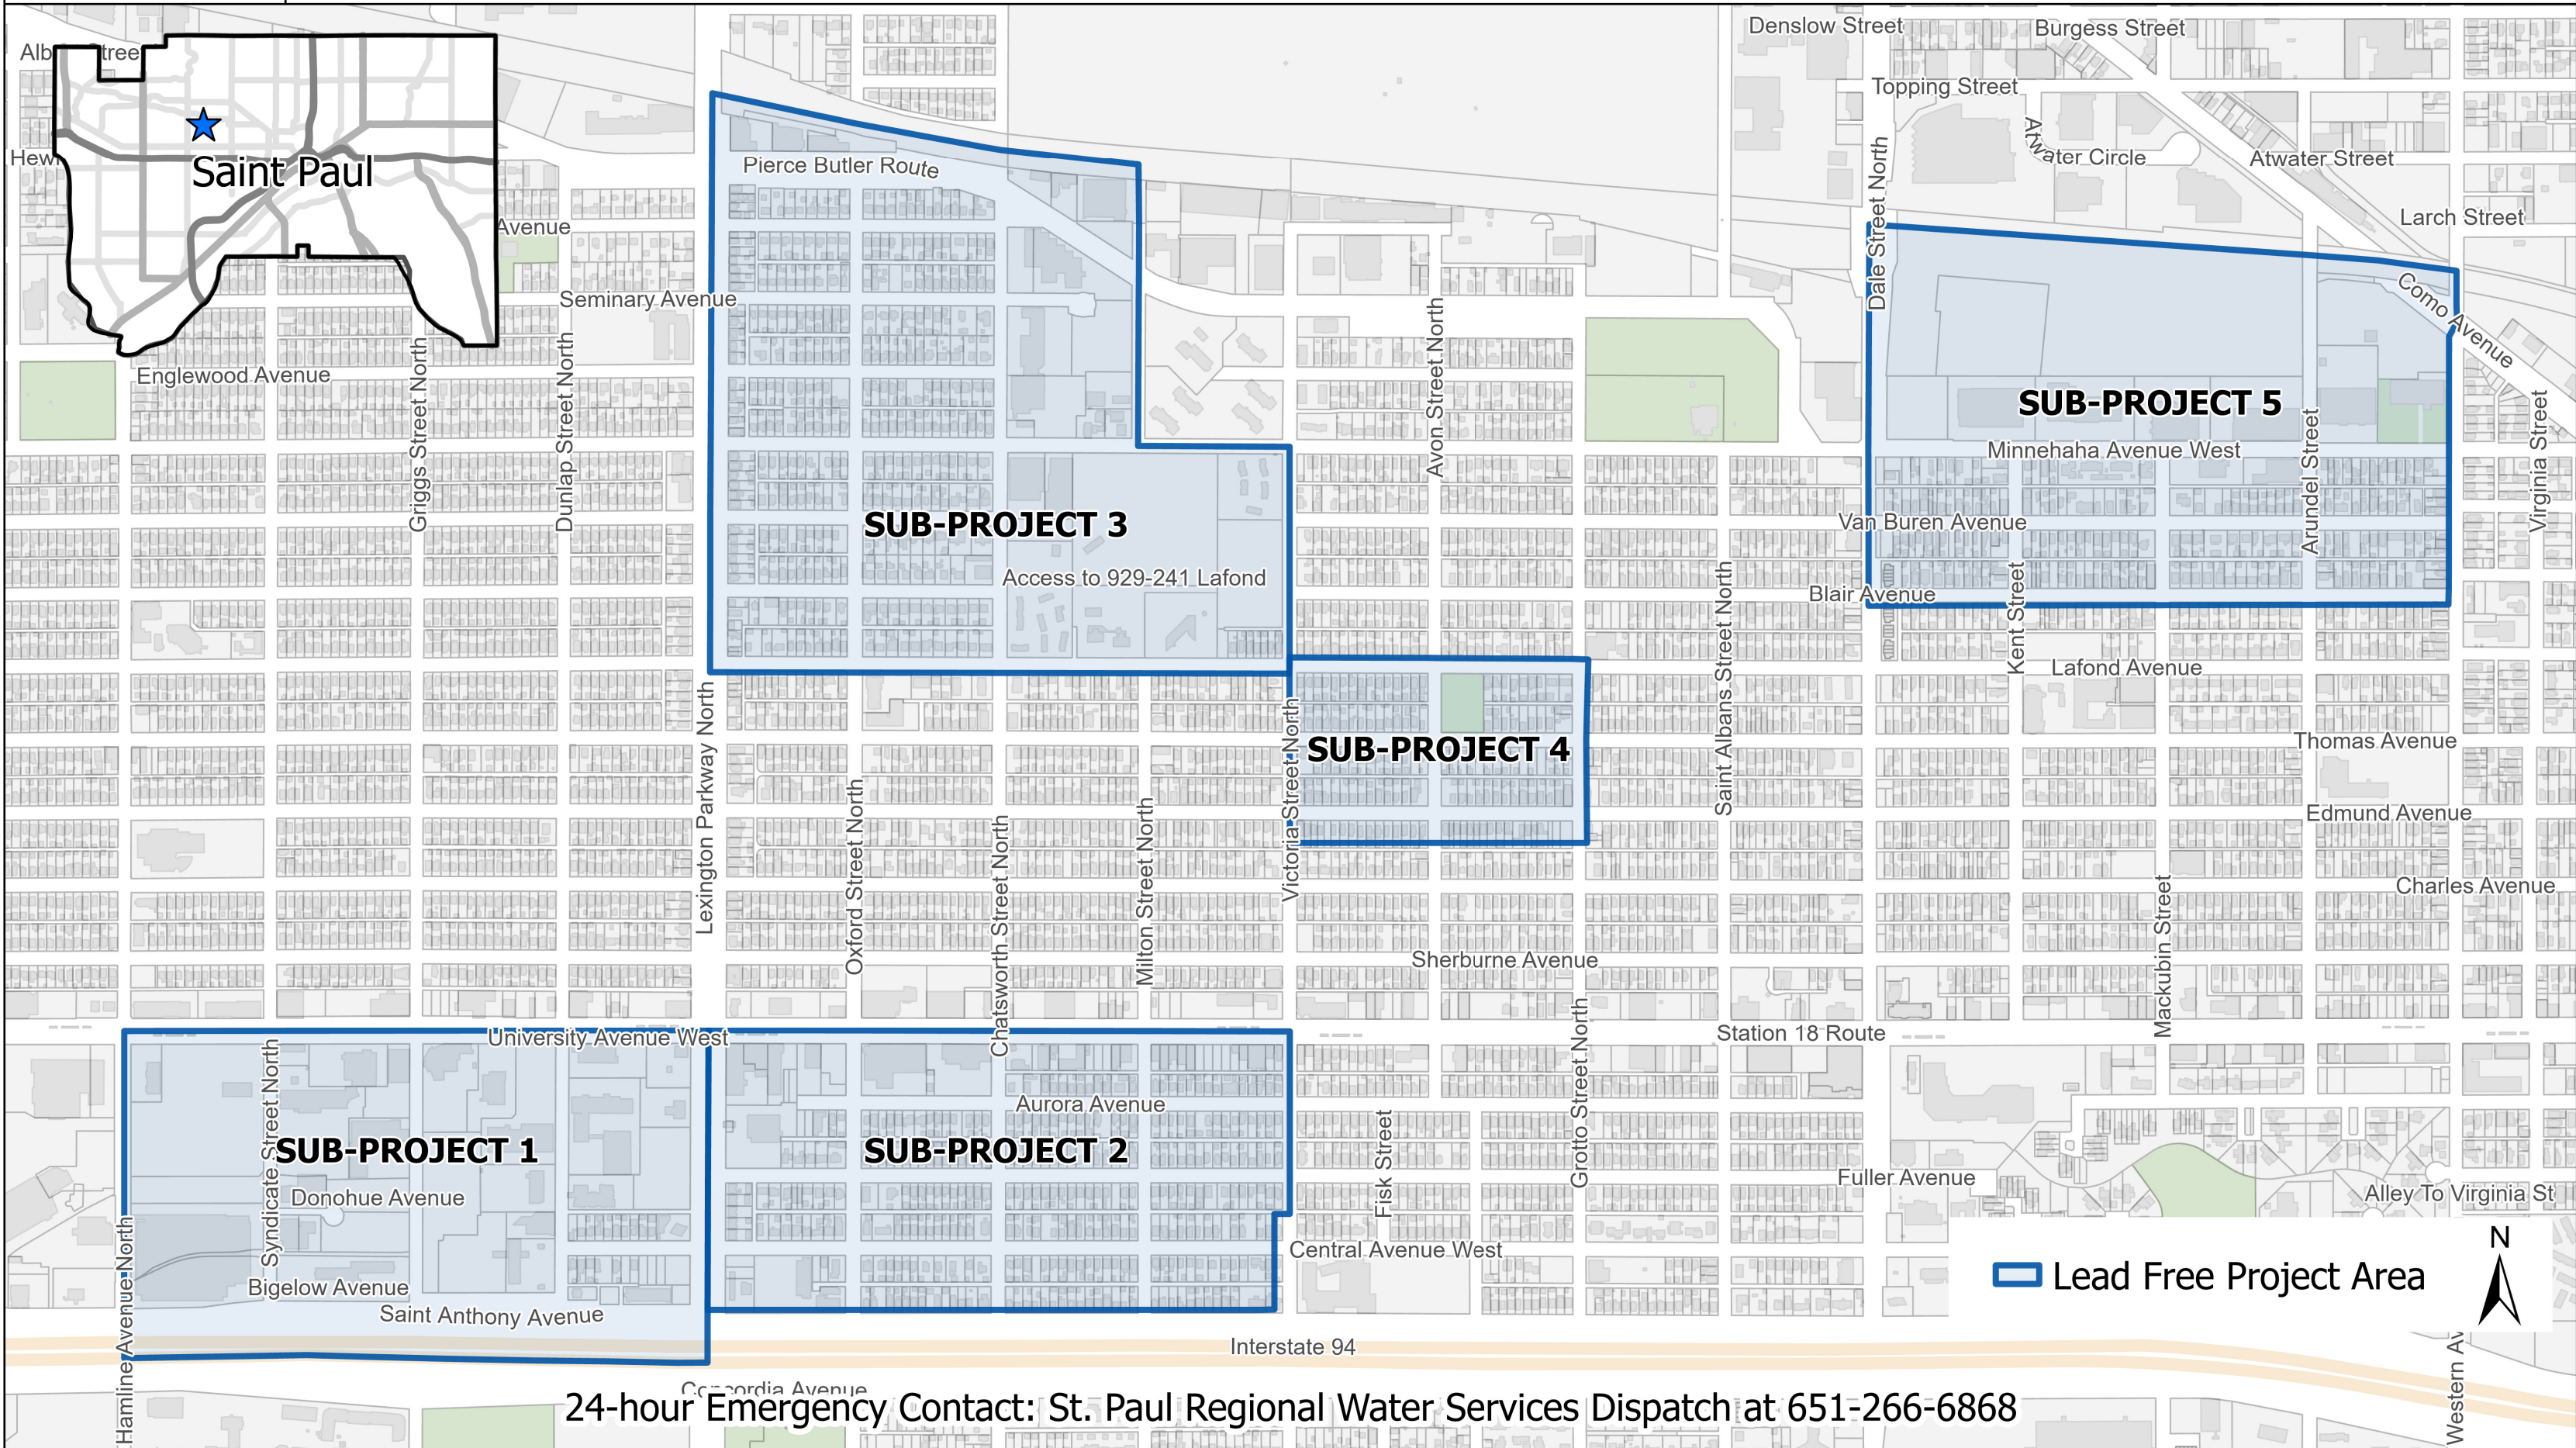 Denslow Street
Burgess Street
Topping Street
Atwater Circle
Atwater Street
Larch Street
Saint Paul
Avenue
Pierce Butler Route
Dale Street North
Como Avenue
Seminary Avenue
Englewood Avenue
Griggs Street North
Dunlap Street North
Avon Street North
SUB-PROJECT 5
Minnehaha Avenue West
Arundel Street
Virginia Street
SUB-PROJECT 3
Van Buren Avenue
Access to 929-241 Lafond
Blair Avenue
Kent Street
Lafond Avenue
Saint Albans Street North
Lexington Parkway North
Victoria Street North
SUB-PROJECT 4
Thomas Avenue
Edmund Avenue
Oxford Street North
Chatsworth Street North
Milton Street North
Charles Avenue
Mackubin Street
Sherburne Avenue
University Avenue West
Station 18 Route
Grotto Street North
Syndicate Street North
Aurora Avenue
SUB-PROJECT 1
SUB-PROJECT 2
Fisk Street
Fuller Avenue
Donohue Avenue
Alley To Virginia St
Central Avenue West
Hamline Avenue North
Bigelow Avenue
Saint Anthony Avenue
N
Lead Free Project Area
Interstate 94
Western Av
Concordia Avenue
24-hour Emergency Contact: St. Paul Regional Water Services Dispatch at 651-266-6868